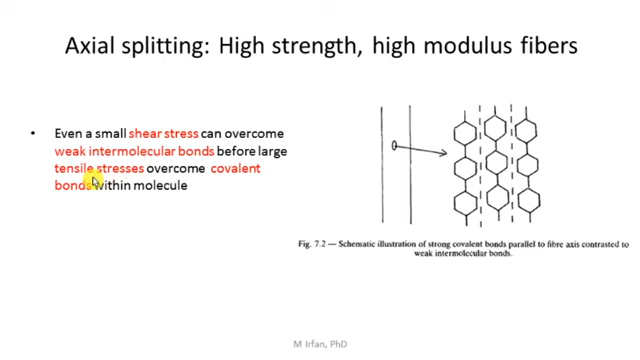 Axial splitting: High strength, high modulus fibers
• Even a small shear stress can overcome
weak intermolecular bonds before large
tensile stresses overcome covalent
bonds within molecule
Fig. 7.2 — Schematic illustration of strong covalent bonds parallel to fibre axis contrasted to
weak intermolecular bonds.
M Irfan, PhD